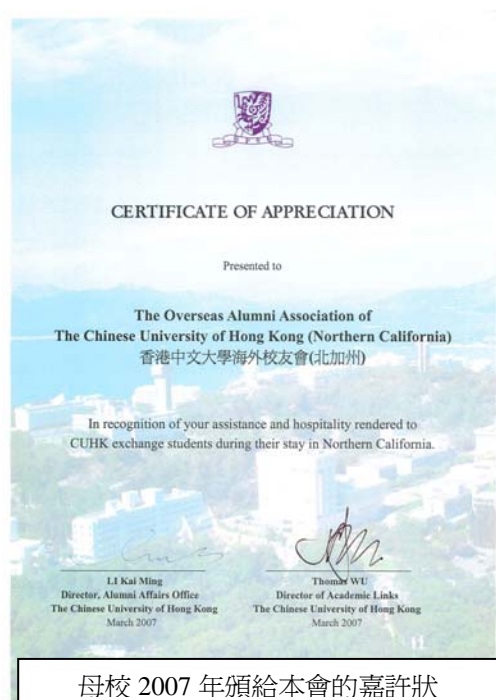 CERTIFICATE OF APPRECIATION
Presented to
The Overseas Alumni Association of
The Chinese University of Hong Kong (Northern California)
香港中文大學海外校友會(北加州)
In recognition of your assistance and hospitality rendered to
CUHK exchange students during their stay in Northern California.
LI Kai Ming
Director, Alumni Affairs Office
The Chinese University of Hong Kong
March 2007
Thomas WU
Director of Academic Links
The Chinese University of Hong Kong
March 2007
母校 2007 年頒給本會的嘉許狀